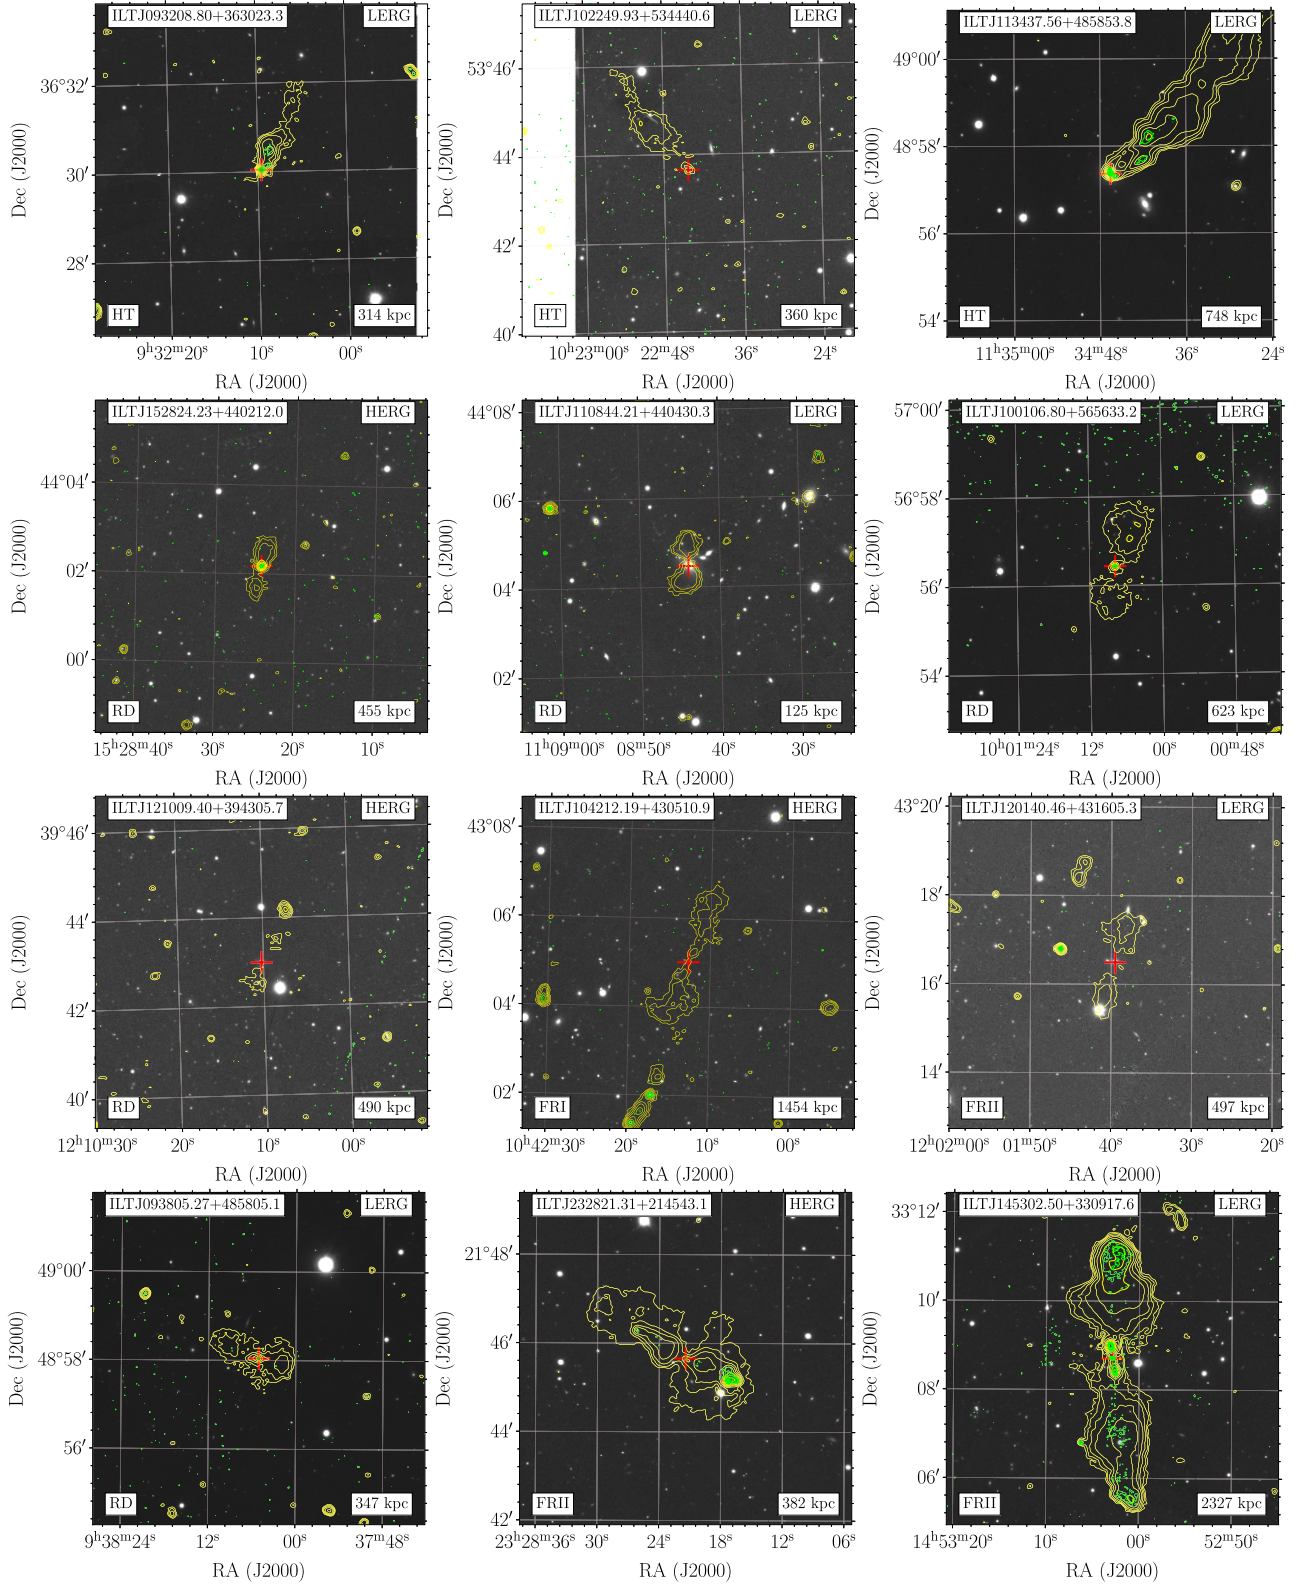 ILTJ093208.80+363023.3 LERG
36°32′
30′
28′
Dec (J2000)
HT 314 kpc
9ʰ32ᵐ20ˢ 10ˢ 00ˢ
RA (J2000)
ILTJ102249.93+534440.6 LERG
53°46′
44′
42′
40′
Dec (J2000)
HT 360 kpc
10ʰ23ᵐ00ˢ 22ᵐ48ˢ 36ˢ 24ˢ
RA (J2000)
ILTJ113437.56+485853.8 LERG
49°00′
48°58′
56′
54′
Dec (J2000)
HT 748 kpc
11ʰ35ᵐ00ˢ 34ᵐ48ˢ 36ˢ 24ˢ
RA (J2000)
ILTJ152824.23+440212.0 HERG
44°04′
02′
00′
Dec (J2000)
RD 455 kpc
15ʰ28ᵐ40ˢ 30ˢ 20ˢ 10ˢ
RA (J2000)
ILTJ110844.21+440430.3 LERG
44°08′
06′
04′
02′
Dec (J2000)
RD 125 kpc
11ʰ09ᵐ00ˢ 08ᵐ50ˢ 40ˢ 30ˢ
RA (J2000)
ILTJ100106.80+565633.2 LERG
57°00′
56°58′
56′
54′
Dec (J2000)
RD 623 kpc
10ʰ01ᵐ24ˢ 12ˢ 00ˢ 00ᵐ48ˢ
RA (J2000)
ILTJ121009.40+394305.7 HERG
39°46′
44′
42′
40′
Dec (J2000)
RD 490 kpc
12ʰ10ᵐ30ˢ 20ˢ 10ˢ 00ˢ
RA (J2000)
ILTJ104212.19+430510.9 HERG
43°08′
06′
04′
02′
Dec (J2000)
FRI 1454 kpc
10ʰ42ᵐ30ˢ 20ˢ 10ˢ 00ˢ
RA (J2000)
ILTJ120140.46+431605.3 LERG
43°20′
18′
16′
14′
Dec (J2000)
FRII 497 kpc
12ʰ02ᵐ00ˢ 01ᵐ50ˢ 40ˢ 30ˢ 20ˢ
RA (J2000)
ILTJ093805.27+485805.1 LERG
49°00′
48°58′
56′
Dec (J2000)
RD 347 kpc
9ʰ38ᵐ24ˢ 12ˢ 00ˢ 37ᵐ48ˢ
RA (J2000)
ILTJ232821.31+214543.1 HERG
21°48′
46′
44′
42′
Dec (J2000)
FRII 382 kpc
23ʰ28ᵐ36ˢ 30ˢ 24ˢ 18ˢ 12ˢ 06ˢ
RA (J2000)
ILTJ145302.50+330917.6 LERG
33°12′
10′
08′
06′
Dec (J2000)
FRII 2327 kpc
14ʰ53ᵐ20ˢ 10ˢ 00ˢ 52ᵐ50ˢ
RA (J2000)